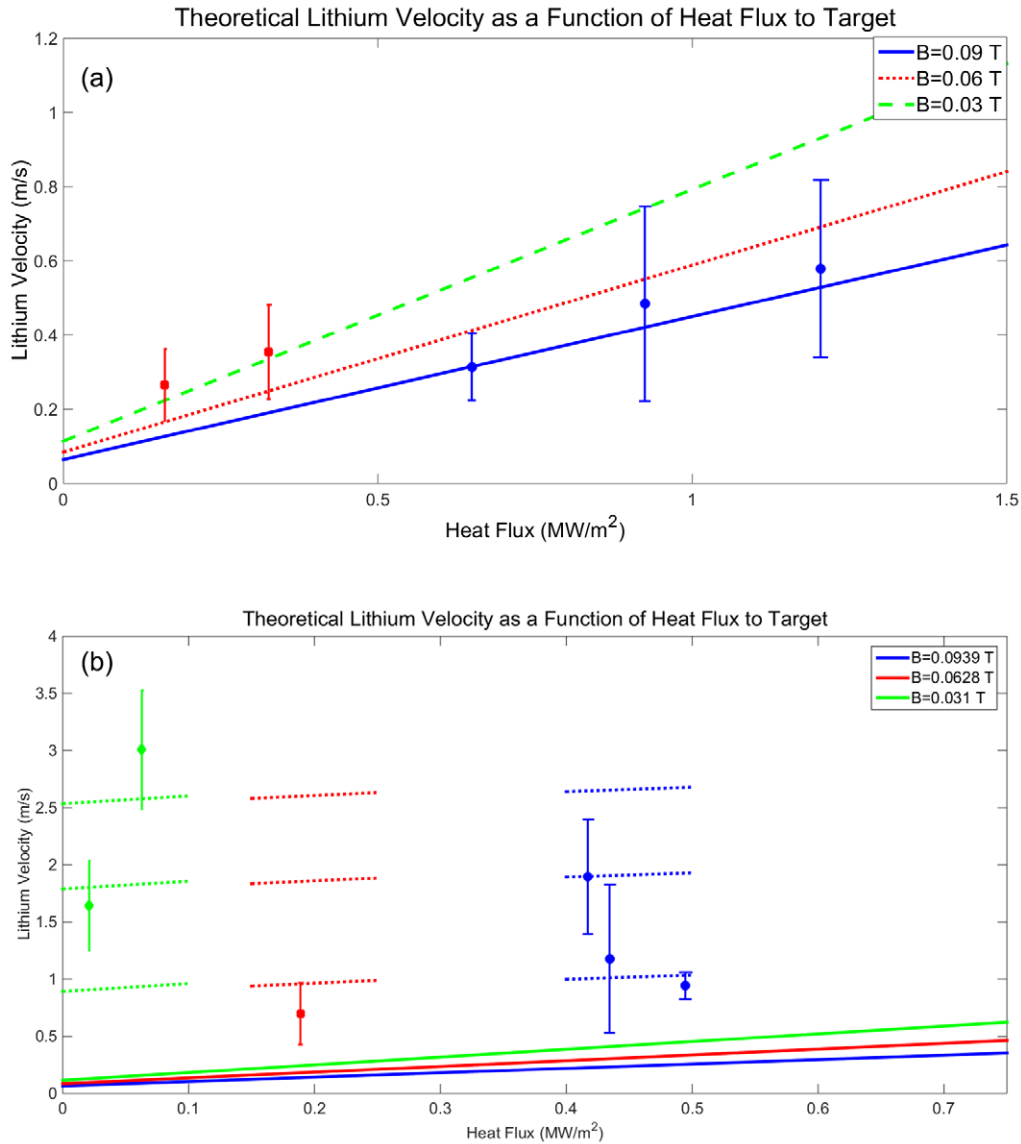 Theoretical Lithium Velocity as a Function of Heat Flux to Target
(a)
B=0.09 T
B=0.06 T
B=0.03 T
Lithium Velocity (m/s)
1.2
1
0.8
0.6
0.4
0.2
0
0 0.5 1 1.5
Heat Flux (MW/m²)
Theoretical Lithium Velocity as a Function of Heat Flux to Target
(b)
B=0.0939 T
B=0.0628 T
B=0.031 T
Lithium Velocity (m/s)
4
3.5
3
2.5
2
1.5
1
0.5
0
0 0.1 0.2 0.3 0.4 0.5 0.6 0.7
Heat Flux (MW/m²)